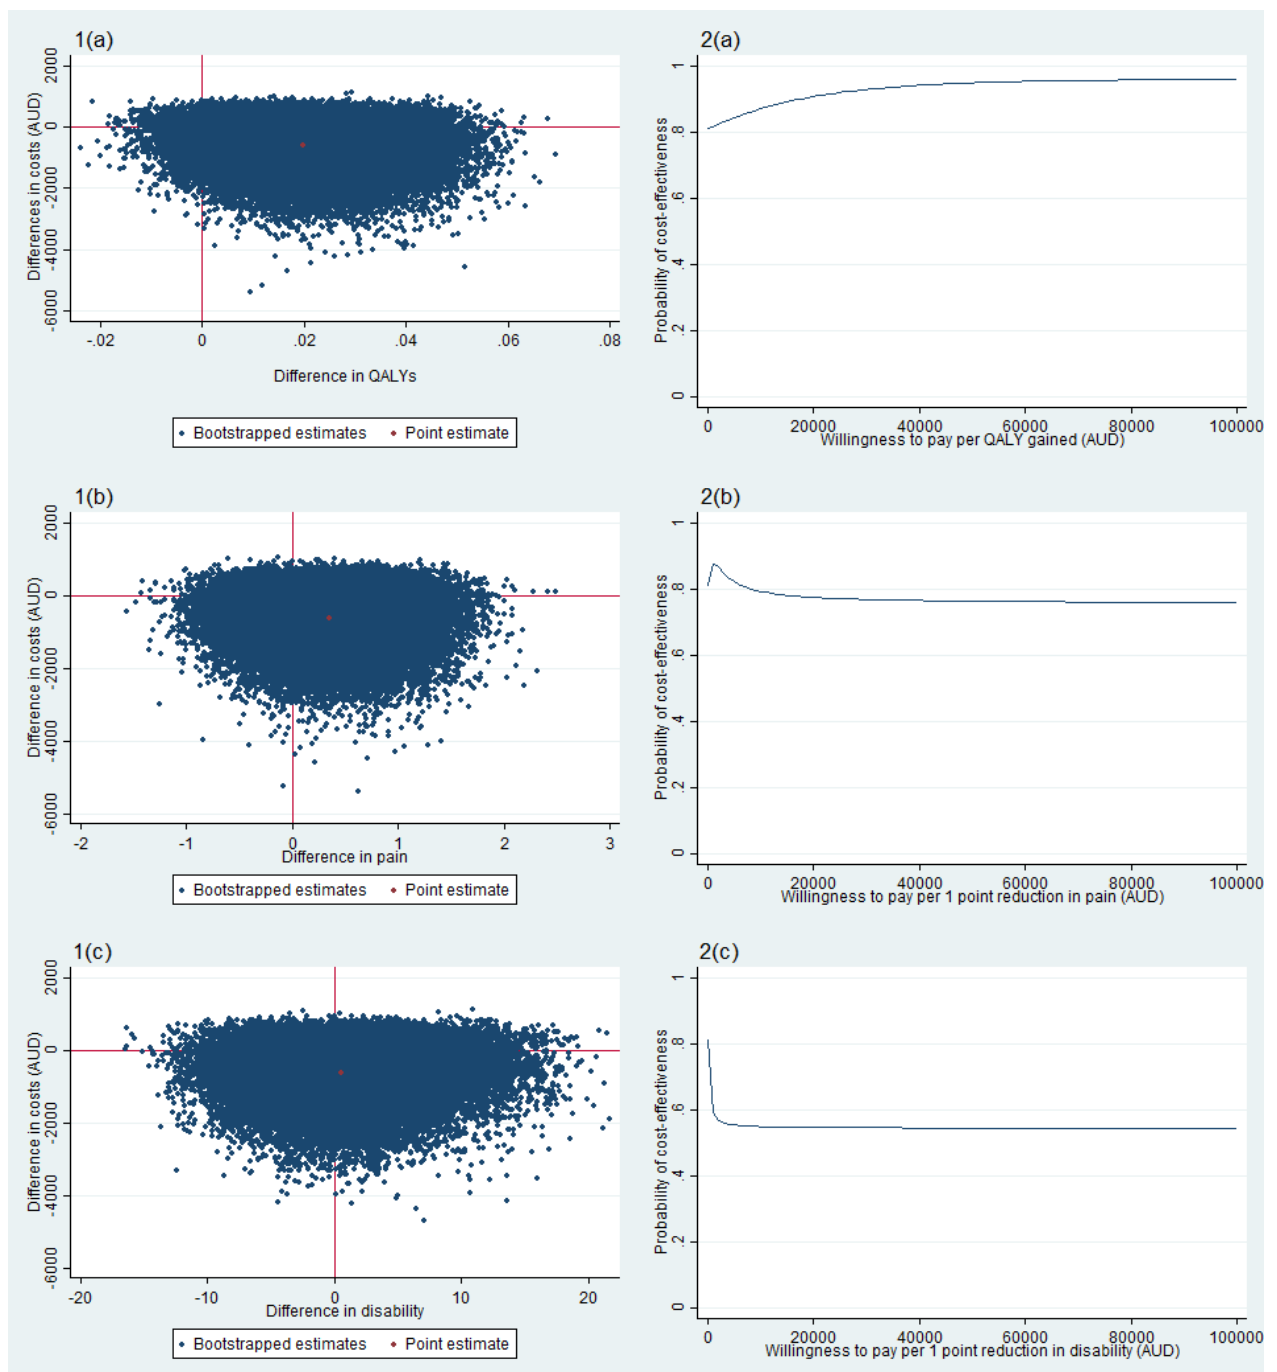 1(a)
Differences in costs (AUD)
2000
0
-2000
-4000
-6000
-.02 0 .02 .04 .06 .08
Difference in QALYs
Bootstrapped estimates Point estimate
2(a)
Probability of cost-effectiveness
1
.8
.6
.4
.2
0
0 20000 40000 60000 80000 100000
Willingness to pay per QALY gained (AUD)
1(b)
Difference in costs (AUD)
2000
0
-2000
-4000
-6000
-2 -1 0 1 2 3
Difference in pain
Bootstrapped estimates Point estimate
2(b)
Probability of cost-effectiveness
1
.8
.6
.4
.2
0
0 20000 40000 60000 80000 100000
Willingness to pay per 1 point reduction in pain (AUD)
1(c)
Difference in costs (AUD)
2000
0
-2000
-4000
-6000
-20 -10 0 10 20
Difference in disability
Bootstrapped estimates Point estimate
2(c)
Probability of cost-effectiveness
1
.8
.6
.4
.2
0
0 20000 40000 60000 80000 100000
Willingness to pay per 1 point reduction in disability (AUD)